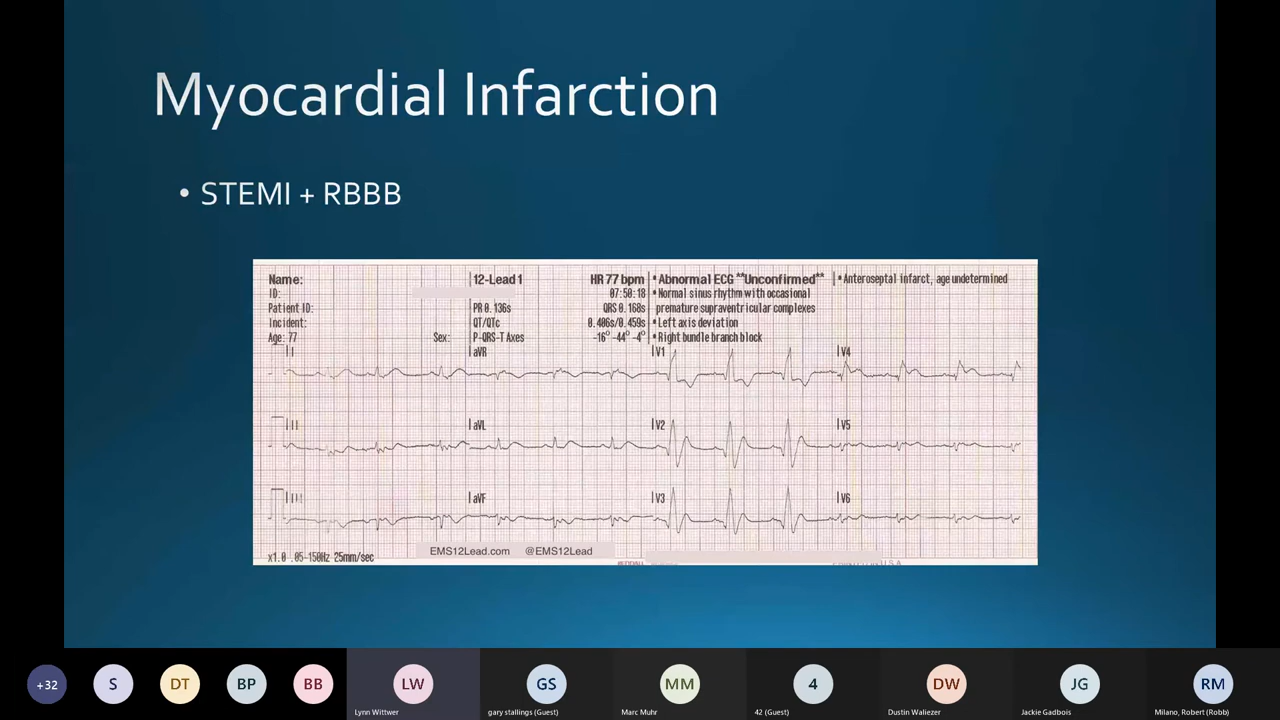 Myocardial Infarction
• STEMI + RBBB
Name: 12-Lead 1 HR 77 bpm • Abnormal ECG **Unconfirmed** • Anteroseptal infarct, age undetermined
ID: 07:50:18 • Normal sinus rhythm with occasional
Patient ID: PR 0.136s QRS 0.168s premature supraventricular complexes
Incident: QT/QTc 0.406s/0.459s • Left axis deviation
Age: 77 Sex: P-QRS-T Axes -16° -44° -4° • Right bundle branch block
I aVR V1 V4
II aVL V2 V5
III aVF V3 V6
EMS12Lead.com @EMS12Lead
x1.0 .05-150Hz 25mm/sec
+32 S DT BP BB LW GS MM 4 DW JG RM
Lynn Wittwer gary stallings (Guest) Marc Muhr 42 (Guest) Dustin Waliezer Jackie Gadbois Milano, Robert (Robb)